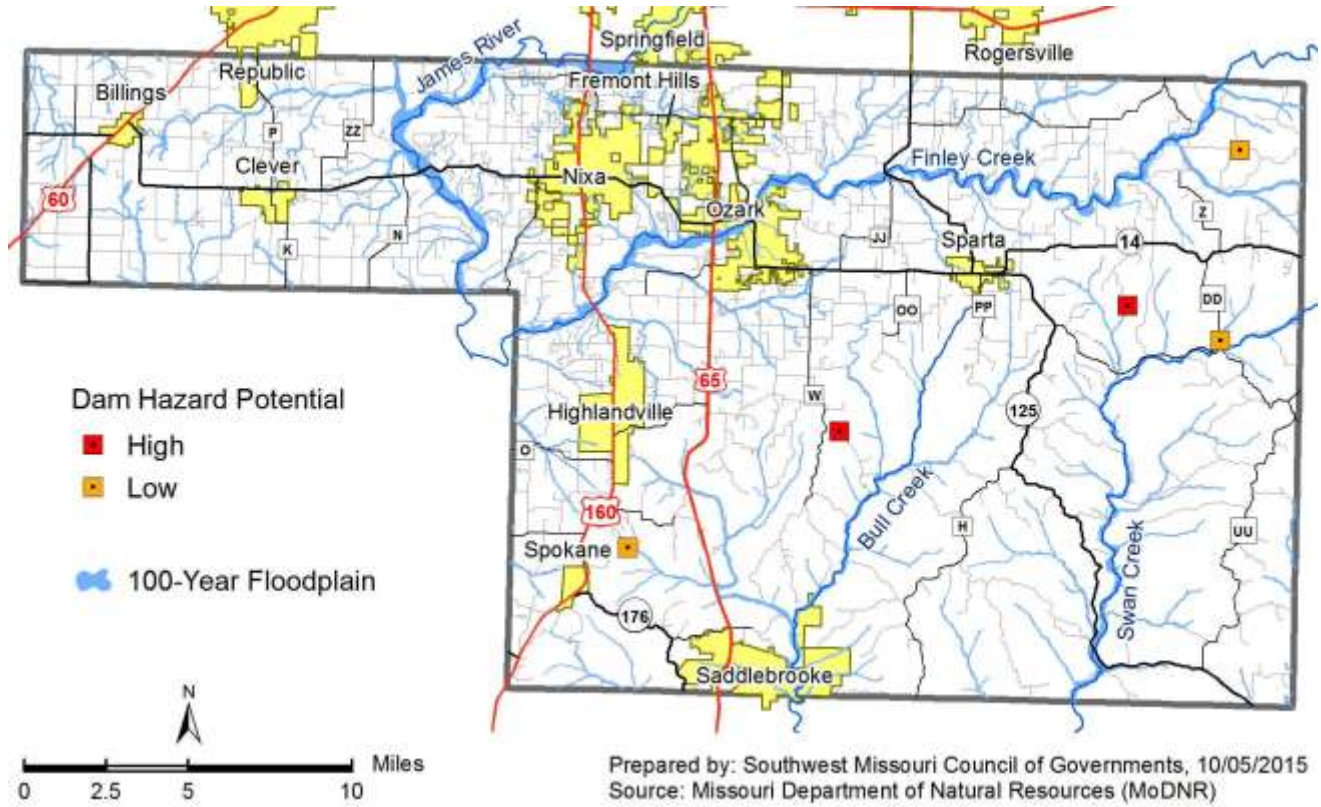 Springfield
Rogersville
James River
Republic
Fremont Hills
Billings
P
ZZ
Clever
Nixa
Finley Creek
60
Ozark
Z
K
N
JJ
Sparta
14
OO
PP
DD
65
W
Highlandville
125
O
Dam Hazard Potential
High
Low
160
Bull Creek
H
UU
Spokane
100-Year Floodplain
Swan Creek
176
Saddlebrooke
N
Miles
0 2.5 5 10
Prepared by: Southwest Missouri Council of Governments, 10/05/2015
Source: Missouri Department of Natural Resources (MoDNR)